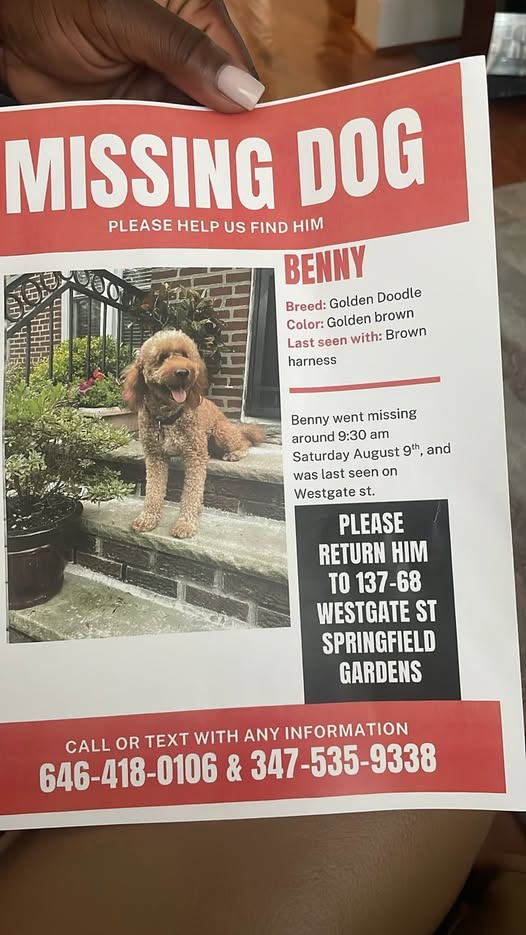 MISSING DOG
PLEASE HELP US FIND HIM
BENNY
Breed: Golden Doodle
Color: Golden brown
Last seen with: Brown
harness
Benny went missing
around 9:30 am
Saturday August 9th, and
was last seen on
Westgate st.
PLEASE
RETURN HIM
TO 137-68
WESTGATE ST
SPRINGFIELD
GARDENS
CALL OR TEXT WITH ANY INFORMATION
646-418-0106 & 347-535-9338